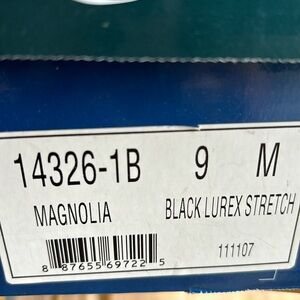 14326-1B 9 M
MAGNOLIA BLACK LUREX STRETCH
111107
8 87655 69722 5